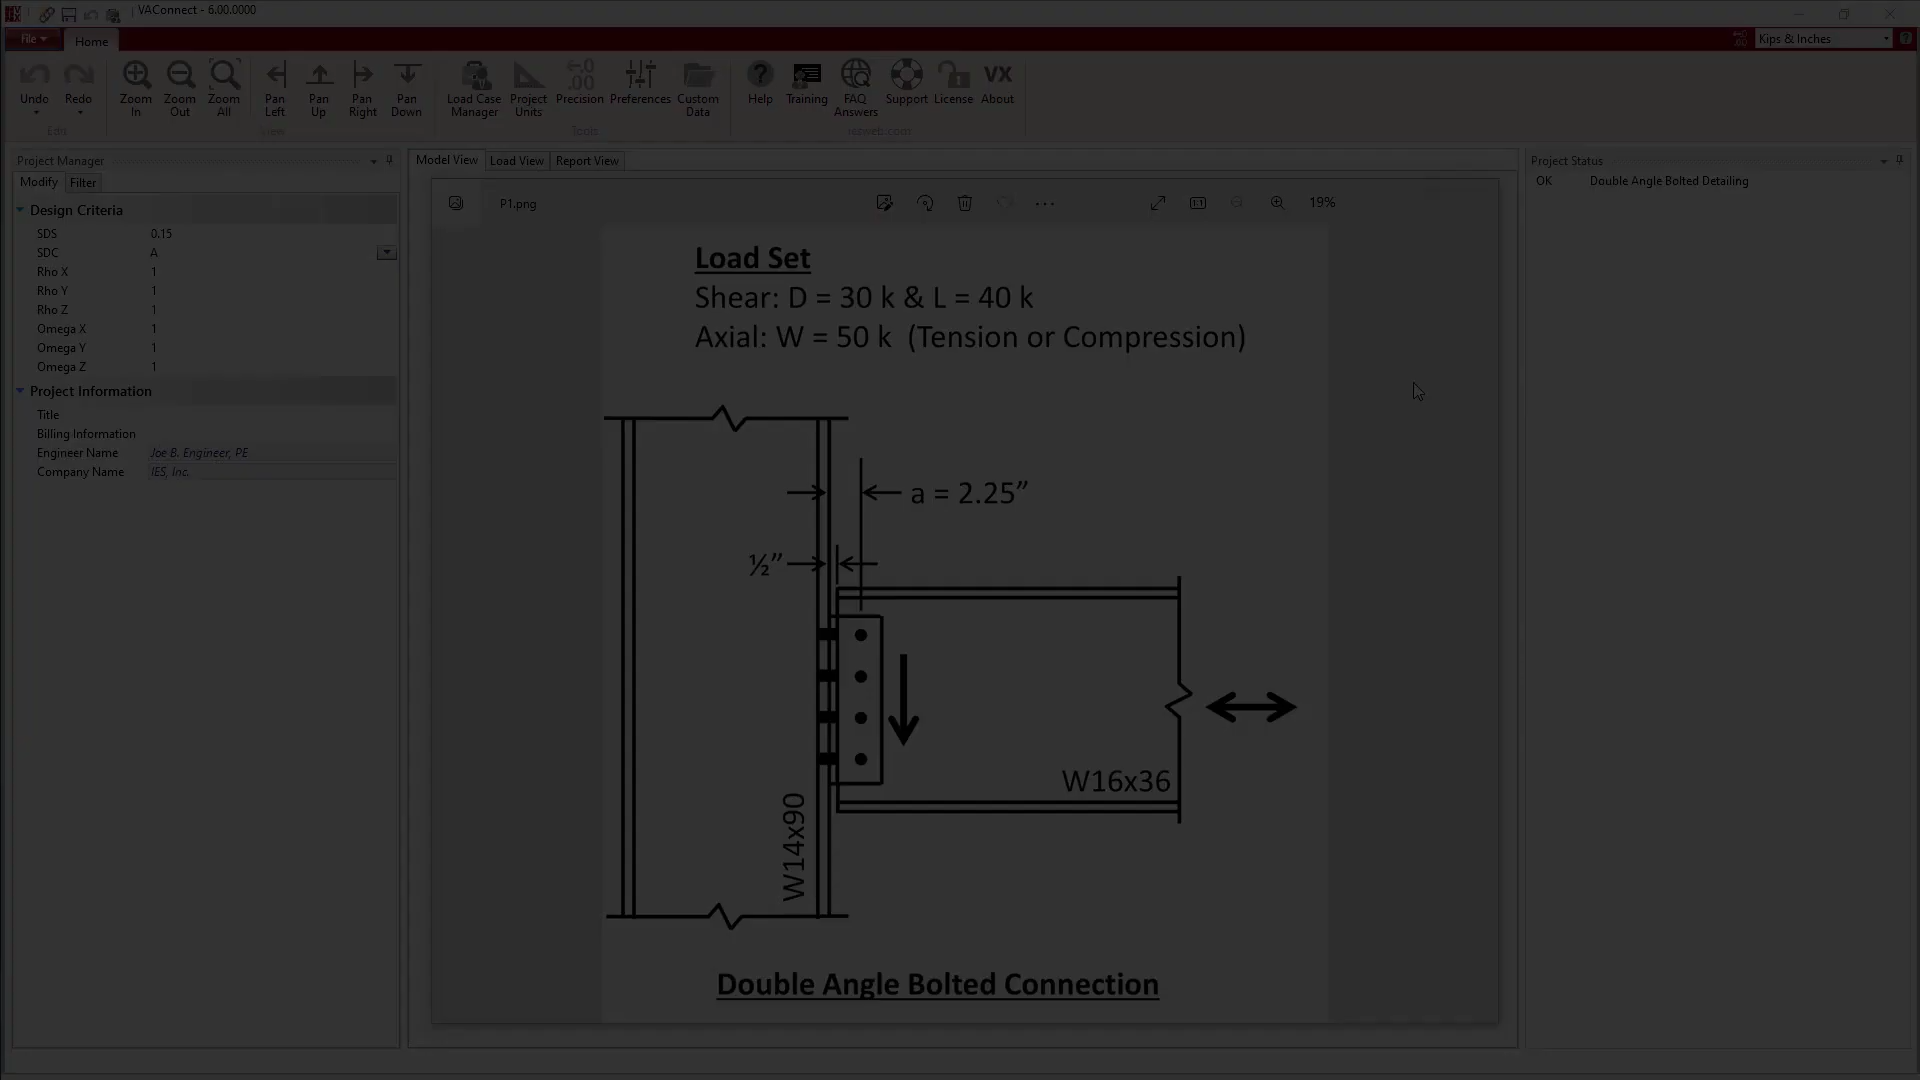 VAConnect - 6.00.0000
File
Home
Kips & Inches
Undo
Redo
Zoom In
Zoom Out
Zoom All
Pan Left
Pan Up
Pan Right
Pan Down
Load Case Manager
Project Units
Precision
Preferences
Custom Data
Help
Training
FAQ Answers
Support
License
VX
About
Edit
View
Tools
iesweb.com
Project Manager
Modify
Filter
Design Criteria
SDS 0.15
SDC A
Rho X 1
Rho Y 1
Rho Z 1
Omega X 1
Omega Y 1
Omega Z 1
Project Information
Title
Billing Information
Engineer Name Joe B. Engineer, PE
Company Name IES, Inc.
Model View
Load View
Report View
P1.png
19%
Load Set
Shear: D = 30 k & L = 40 k
Axial: W = 50 k (Tension or Compression)
a = 2.25”
½”
W16x36
W14x90
Double Angle Bolted Connection
Project Status
OK Double Angle Bolted Detailing